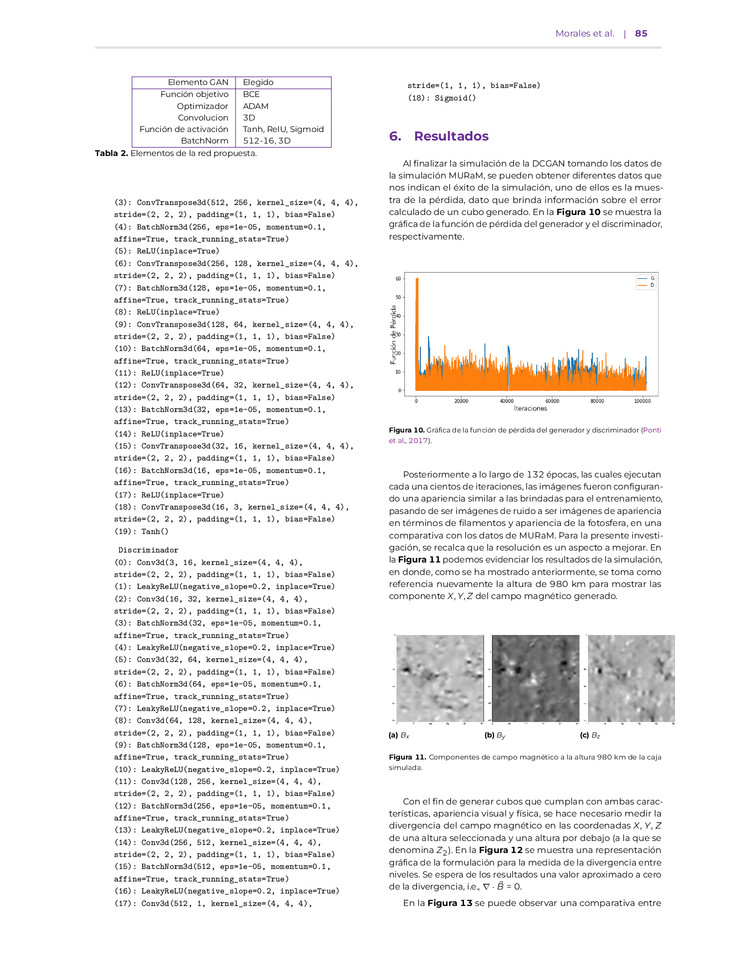 Morales et al. | 85
Elemento GAN Elegido
Función objetivo BCE
Optimizador ADAM
Convolucion 3D
Función de activación Tanh, RelU, Sigmoid
BatchNorm 512-16, 3D
Tabla 2. Elementos de la red propuesta.
(3): ConvTranspose3d(512, 256, kernel_size=(4, 4, 4),
stride=(2, 2, 2), padding=(1, 1, 1), bias=False)
(4): BatchNorm3d(256, eps=1e-05, momentum=0.1,
affine=True, track_running_stats=True)
(5): ReLU(inplace=True)
(6): ConvTranspose3d(256, 128, kernel_size=(4, 4, 4),
stride=(2, 2, 2), padding=(1, 1, 1), bias=False)
(7): BatchNorm3d(128, eps=1e-05, momentum=0.1,
affine=True, track_running_stats=True)
(8): ReLU(inplace=True)
(9): ConvTranspose3d(128, 64, kernel_size=(4, 4, 4),
stride=(2, 2, 2), padding=(1, 1, 1), bias=False)
(10): BatchNorm3d(64, eps=1e-05, momentum=0.1,
affine=True, track_running_stats=True)
(11): ReLU(inplace=True)
(12): ConvTranspose3d(64, 32, kernel_size=(4, 4, 4),
stride=(2, 2, 2), padding=(1, 1, 1), bias=False)
(13): BatchNorm3d(32, eps=1e-05, momentum=0.1,
affine=True, track_running_stats=True)
(14): ReLU(inplace=True)
(15): ConvTranspose3d(32, 16, kernel_size=(4, 4, 4),
stride=(2, 2, 2), padding=(1, 1, 1), bias=False)
(16): BatchNorm3d(16, eps=1e-05, momentum=0.1,
affine=True, track_running_stats=True)
(17): ReLU(inplace=True)
(18): ConvTranspose3d(16, 3, kernel_size=(4, 4, 4),
stride=(2, 2, 2), padding=(1, 1, 1), bias=False)
(19): Tanh()
Discriminador
(0): Conv3d(3, 16, kernel_size=(4, 4, 4),
stride=(2, 2, 2), padding=(1, 1, 1), bias=False)
(1): LeakyReLU(negative_slope=0.2, inplace=True)
(2): Conv3d(16, 32, kernel_size=(4, 4, 4),
stride=(2, 2, 2), padding=(1, 1, 1), bias=False)
(3): BatchNorm3d(32, eps=1e-05, momentum=0.1,
affine=True, track_running_stats=True)
(4): LeakyReLU(negative_slope=0.2, inplace=True)
(5): Conv3d(32, 64, kernel_size=(4, 4, 4),
stride=(2, 2, 2), padding=(1, 1, 1), bias=False)
(6): BatchNorm3d(64, eps=1e-05, momentum=0.1,
affine=True, track_running_stats=True)
(7): LeakyReLU(negative_slope=0.2, inplace=True)
(8): Conv3d(64, 128, kernel_size=(4, 4, 4),
stride=(2, 2, 2), padding=(1, 1, 1), bias=False)
(9): BatchNorm3d(128, eps=1e-05, momentum=0.1,
affine=True, track_running_stats=True)
(10): LeakyReLU(negative_slope=0.2, inplace=True)
(11): Conv3d(128, 256, kernel_size=(4, 4, 4),
stride=(2, 2, 2), padding=(1, 1, 1), bias=False)
(12): BatchNorm3d(256, eps=1e-05, momentum=0.1,
affine=True, track_running_stats=True)
(13): LeakyReLU(negative_slope=0.2, inplace=True)
(14): Conv3d(256, 512, kernel_size=(4, 4, 4),
stride=(2, 2, 2), padding=(1, 1, 1), bias=False)
(15): BatchNorm3d(512, eps=1e-05, momentum=0.1,
affine=True, track_running_stats=True)
(16): LeakyReLU(negative_slope=0.2, inplace=True)
(17): Conv3d(512, 1, kernel_size=(4, 4, 4),
stride=(1, 1, 1), bias=False)
(18): Sigmoid()
6. Resultados
Al finalizar la simulación de la DCGAN tomando los datos de
la simulación MURaM, se pueden obtener diferentes datos que
nos indican el éxito de la simulación, uno de ellos es la mues-
tra de la pérdida, dato que brinda información sobre el error
calculado de un cubo generado. En la Figura 10 se muestra la
gráfica de la función de pérdida del generador y el discriminador,
respectivamente.
G
D
60
50
40
30
20
10
0
Función de Pérdida
0 20000 40000 60000 80000 100000
Iteraciones
Figura 10. Gráfica de la función de pérdida del generador y discriminador (Ponti
et al., 2017).
Posteriormente a lo largo de 132 épocas, las cuales ejecutan
cada una cientos de iteraciones, las imágenes fueron configuran-
do una apariencia similar a las brindadas para el entrenamiento,
pasando de ser imágenes de ruido a ser imágenes de apariencia
en términos de filamentos y apariencia de la fotosfera, en una
comparativa con los datos de MURaM. Para la presente investi-
gación, se recalca que la resolución es un aspecto a mejorar. En
la Figura 11 podemos evidenciar los resultados de la simulación,
en donde, como se ha mostrado anteriormente, se toma como
referencia nuevamente la altura de 980 km para mostrar las
componente X, Y, Z del campo magnético generado.
(a) Bx (b) By (c) Bz
Figura 11. Componentes de campo magnético a la altura 980 km de la caja
simulada.
Con el fin de generar cubos que cumplan con ambas carac-
terísticas, apariencia visual y física, se hace necesario medir la
divergencia del campo magnético en las coordenadas X, Y, Z
de una altura seleccionada y una altura por debajo (a la que se
denomina Z2). En la Figura 12 se muestra una representación
gráfica de la formulación para la medida de la divergencia entre
niveles. Se espera de los resultados una valor aproximado a cero
de la divergencia, i.e., ∇ · B⃗ = 0.
En la Figura 13 se puede observar una comparativa entre